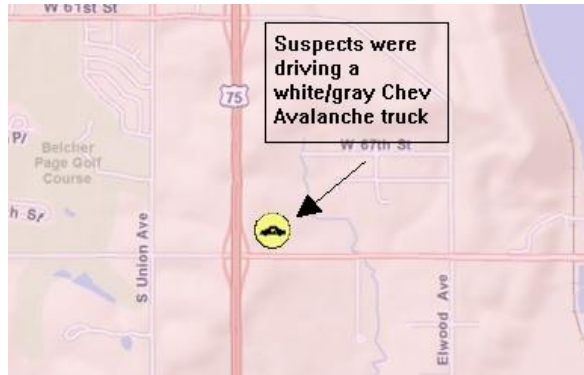 W 61st St
Suspects were
driving a
white/gray Chev
Avalanche truck
75
W 67th St
Belcher
Page Golf
Course
S Union Ave
Elwood Ave